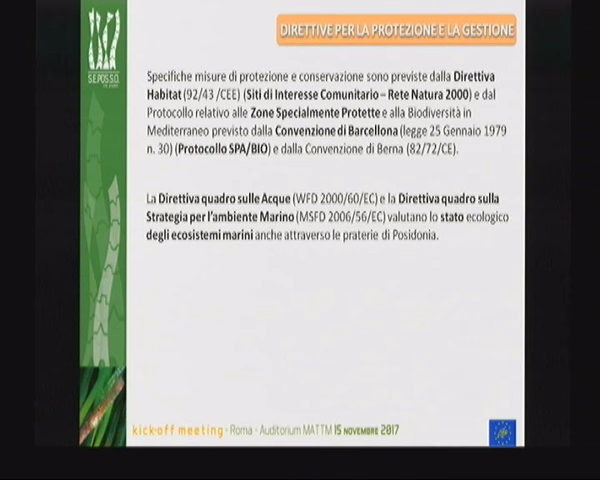 DIRETTIVE PER LA PROTEZIONE E LA GESTIONE
S.E.POS.S.O.
Specifiche misure di protezione e conservazione sono previste dalla Direttiva
Habitat (92/43 /CEE) (Siti di Interesse Comunitario – Rete Natura 2000) e dal
Protocollo relativo alle Zone Specialmente Protette e alla Biodiversità in
Mediterraneo previsto dalla Convenzione di Barcellona (legge 25 Gennaio 1979
n. 30) (Protocollo SPA/BIO) e dalla Convenzione di Berna (82/72/CE).
La Direttiva quadro sulle Acque (WFD 2000/60/EC) e la Direttiva quadro sulla
Strategia per l'ambiente Marino (MSFD 2006/56/EC) valutano lo stato ecologico
degli ecosistemi marini anche attraverso le praterie di Posidonia.
kick-off meeting - Roma - Auditorium MATTM 15 NOVEMBRE 2017